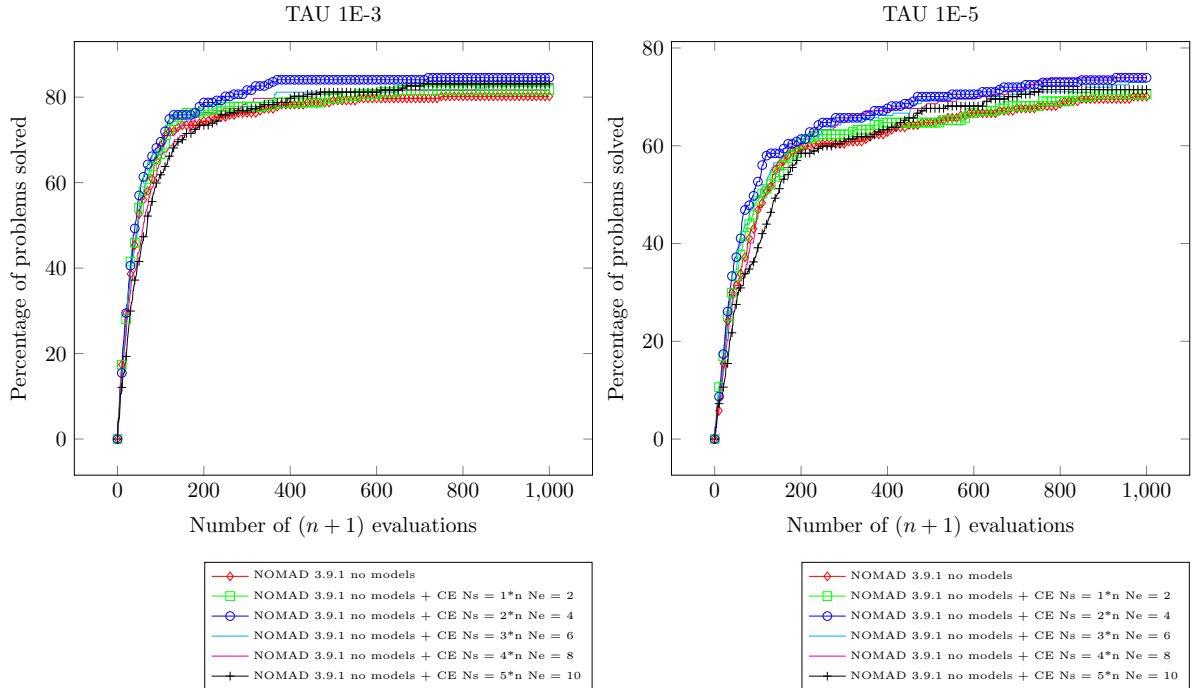 TAU 1E-3
80
60
40
20
0
Percentage of problems solved
0 200 400 600 800 1,000
Number of (n + 1) evaluations
NOMAD 3.9.1 no models
NOMAD 3.9.1 no models + CE Ns = 1*n Ne = 2
NOMAD 3.9.1 no models + CE Ns = 2*n Ne = 4
NOMAD 3.9.1 no models + CE Ns = 3*n Ne = 6
NOMAD 3.9.1 no models + CE Ns = 4*n Ne = 8
NOMAD 3.9.1 no models + CE Ns = 5*n Ne = 10
TAU 1E-5
80
60
40
20
0
Percentage of problems solved
0 200 400 600 800 1,000
Number of (n + 1) evaluations
NOMAD 3.9.1 no models
NOMAD 3.9.1 no models + CE Ns = 1*n Ne = 2
NOMAD 3.9.1 no models + CE Ns = 2*n Ne = 4
NOMAD 3.9.1 no models + CE Ns = 3*n Ne = 6
NOMAD 3.9.1 no models + CE Ns = 4*n Ne = 8
NOMAD 3.9.1 no models + CE Ns = 5*n Ne = 10